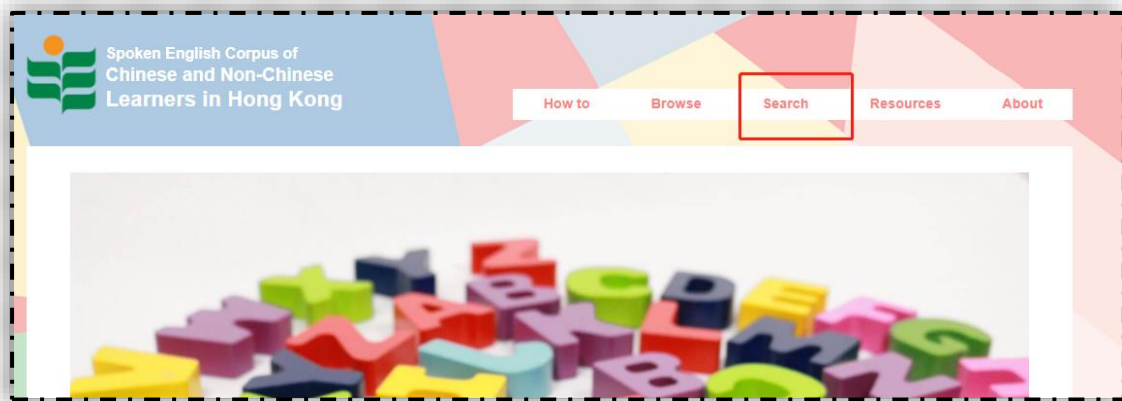 Spoken English Corpus of
Chinese and Non-Chinese
Learners in Hong Kong
How to Browse Search Resources About